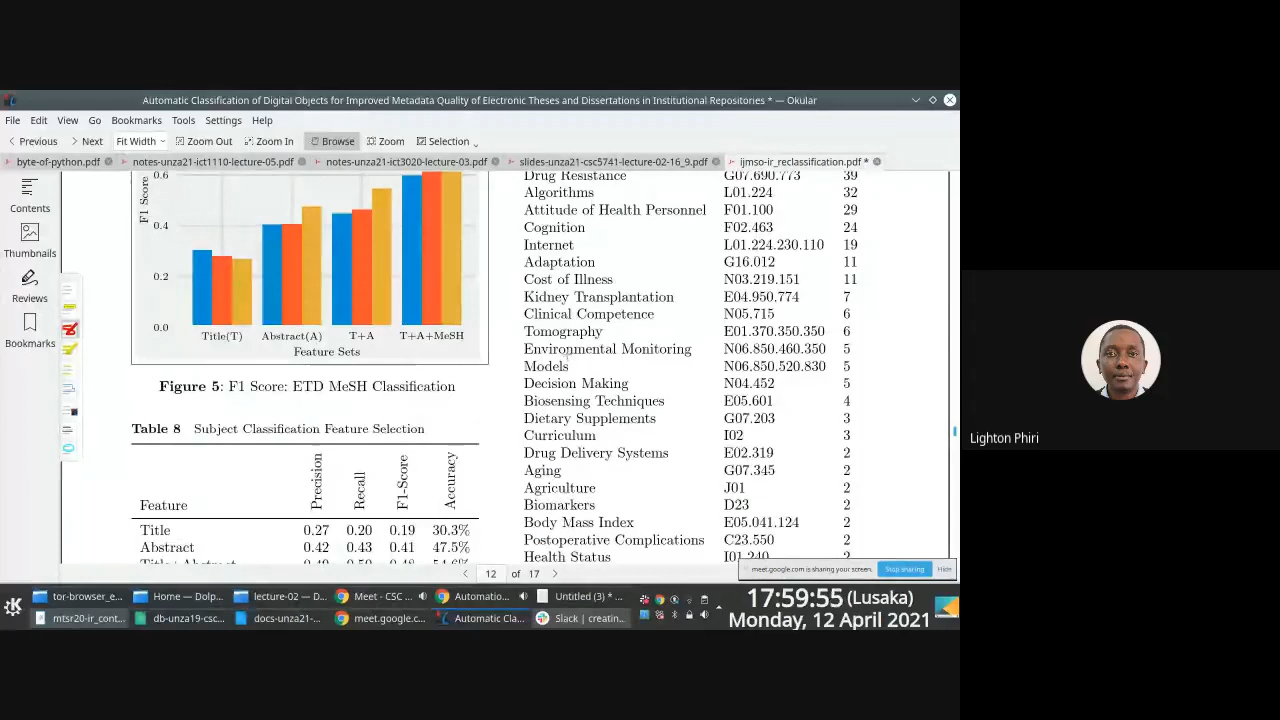 Automatic Classification of Digital Objects for Improved Metadata Quality of Electronic Theses and Dissertations in Institutional Repositories * — Okular
File Edit View Go Bookmarks Tools Settings Help
Previous Next Fit Width Zoom Out Zoom In Browse Zoom Selection
byte-of-python.pdf notes-unza21-ict1110-lecture-05.pdf notes-unza21-ict3020-lecture-03.pdf slides-unza21-csc5741-lecture-02-16_9.pdf ijmso-ir_reclassification.pdf *
Contents
Thumbnails
Reviews
Bookmarks
F1 Score
0.6
0.4
0.2
0.0
Title(T) Abstract(A) T+A T+A+MeSH
Feature Sets
Figure 5: F1 Score: ETD MeSH Classification
Table 8 Subject Classification Feature Selection
Feature Precision Recall F1-Score Accuracy
Title 0.27 0.20 0.19 30.3%
Abstract 0.42 0.43 0.41 47.5%
Drug Resistance G07.690.773 39
Algorithms L01.224 32
Attitude of Health Personnel F01.100 29
Cognition F02.463 24
Internet L01.224.230.110 19
Adaptation G16.012 11
Cost of Illness N03.219.151 11
Kidney Transplantation E04.950.774 7
Clinical Competence N05.715 6
Tomography E01.370.350.350 6
Environmental Monitoring N06.850.460.350 5
Models N06.850.520.830 5
Decision Making N04.452 5
Biosensing Techniques E05.601 4
Dietary Supplements G07.203 3
Curriculum I02 3
Drug Delivery Systems E02.319 2
Aging G07.345 2
Agriculture J01 2
Biomarkers D23 2
Body Mass Index E05.041.124 2
Postoperative Complications C23.550 2
Health Status I01.240 2
meet.google.com is sharing your screen. Stop sharing Hide
12 of 17
tor-browser_e... Home — Dolp... lecture-02 — D... Meet - CSC ... Automatio... Untitled (3) * ...
mtsr20-ir_cont... db-unza19-csc... docs-unza21-... meet.google.c... Automatic Cla... Slack | creatin...
17:59:55 (Lusaka)
Monday, 12 April 2021
Lighton Phiri